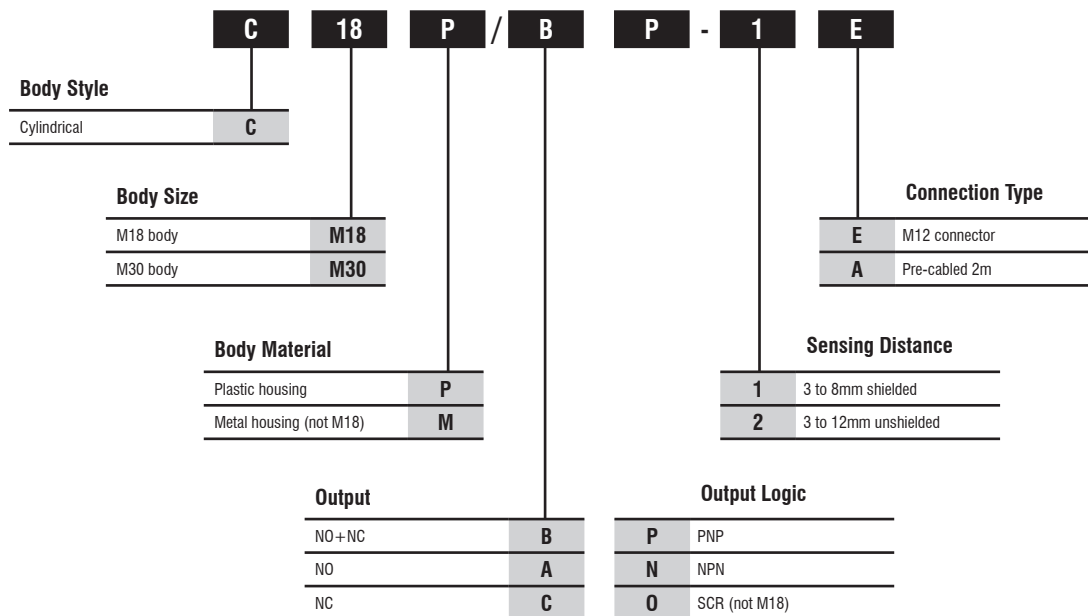 C 18 P / B P - 1 E
Body Style
Cylindrical C
Body Size
M18 body M18
M30 body M30
Connection Type
E M12 connector
A Pre-cabled 2m
Body Material
Plastic housing P
Metal housing (not M18) M
Sensing Distance
1 3 to 8mm shielded
2 3 to 12mm unshielded
Output
NO+NC B
NO A
NC C
Output Logic
P PNP
N NPN
O SCR (not M18)